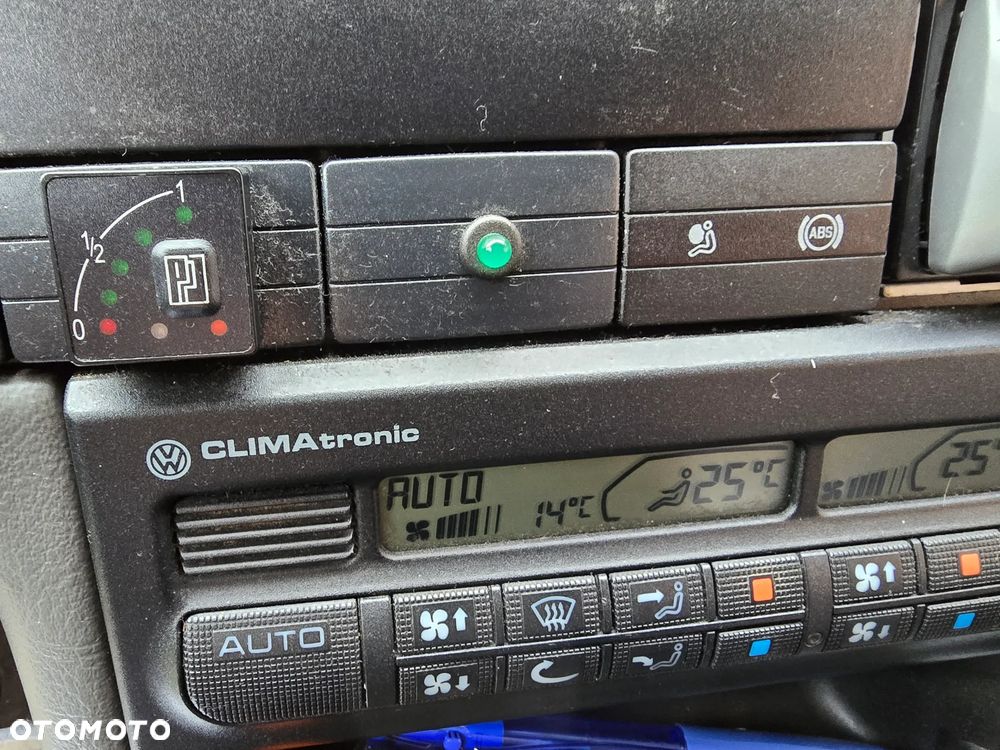 1
1/2
0
ABS
CLIMAtronic
AUTO
14°C
25°C
25°
AUTO
OTOMOTO